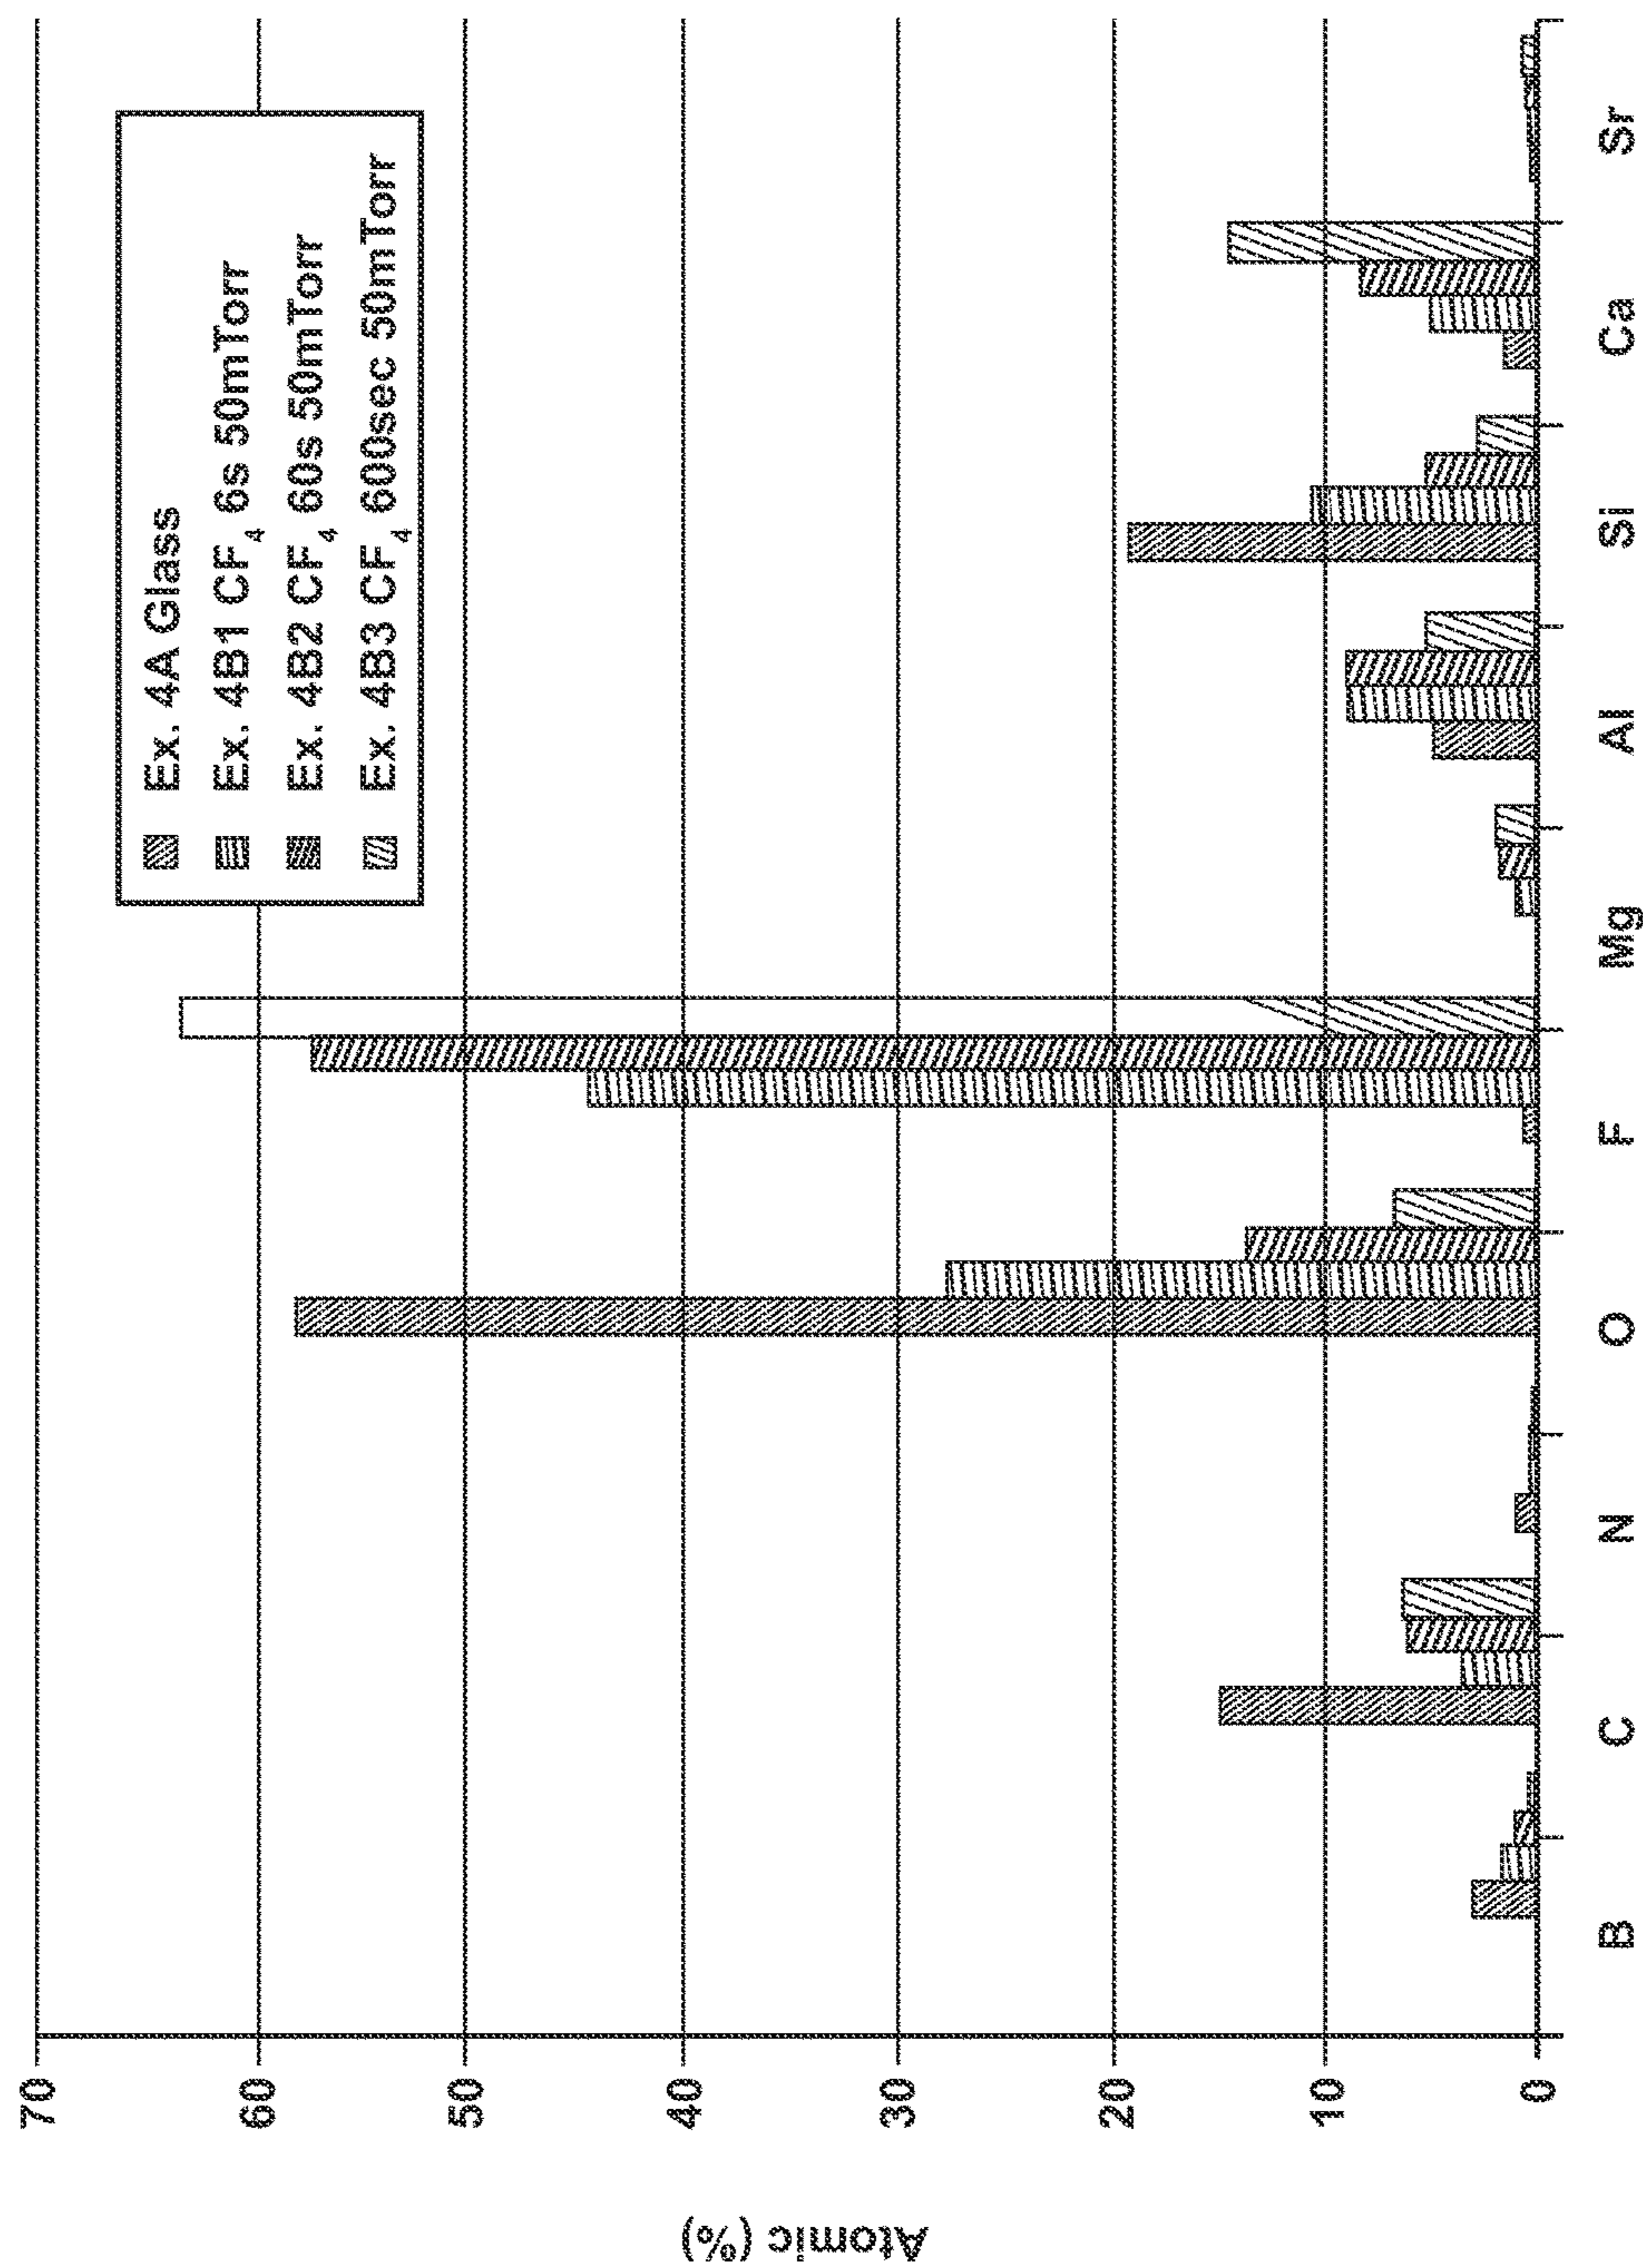 Atomic (%)
70
60
50
40
30
20
10
0
Ex. 4A Glass
Ex. 4B1 CF4 6s 50mTorr
Ex. 4B2 CF4 60s 50mTorr
Ex. 4B3 CF4 600sec 50mTorr
B C N O F Mg Al Si Ca Sr